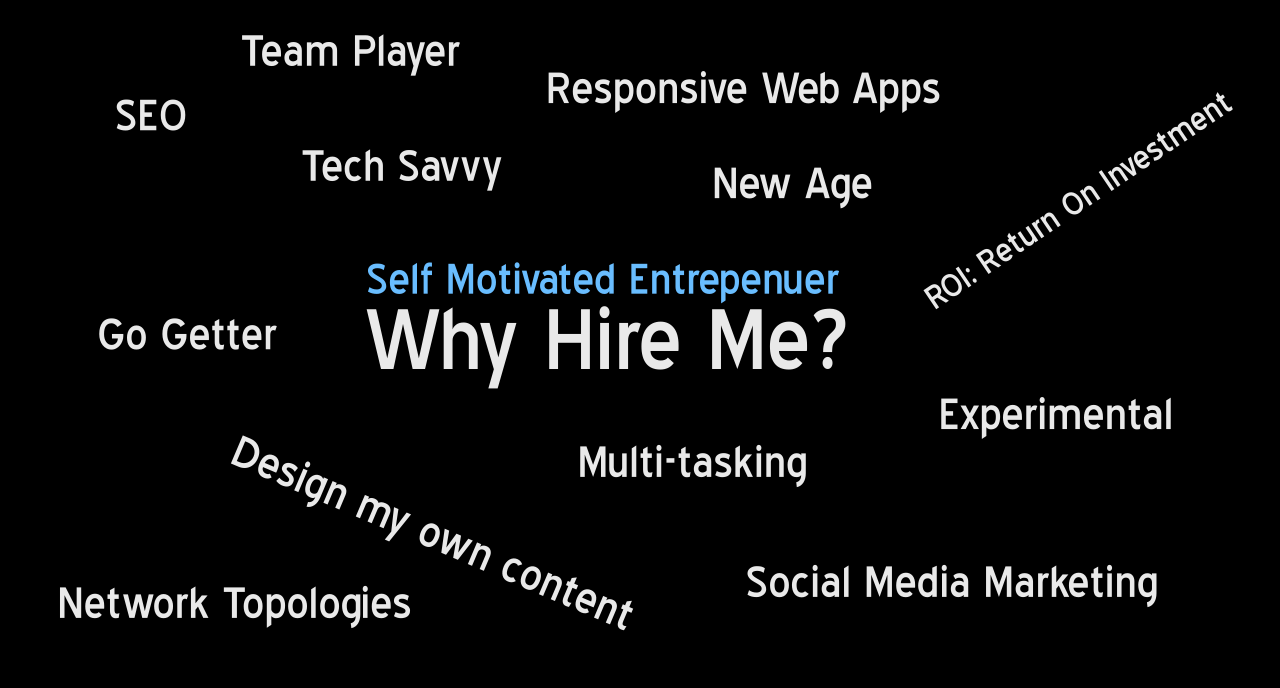 Team Player
Responsive Web Apps
SEO
Tech Savvy
New Age
ROI: Return On Investment
Self Motivated Entrepenuer
Why Hire Me?
Go Getter
Experimental
Multi-tasking
Design my own content
Social Media Marketing
Network Topologies